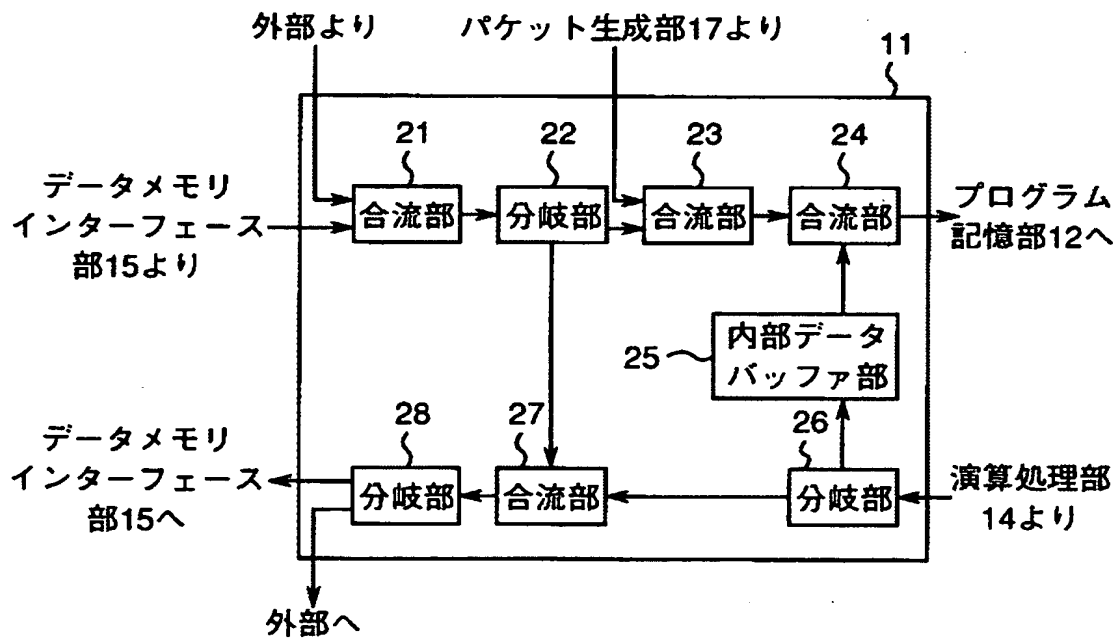 外部より
パケット生成部17より
11
21
22
23
24
データメモリ
インターフェース
部15より
合流部
分岐部
合流部
合流部
プログラム
記憶部12へ
25
内部データ
バッファ部
データメモリ
インターフェース
部15へ
28
27
26
分岐部
合流部
分岐部
演算処理部
14より
外部へ